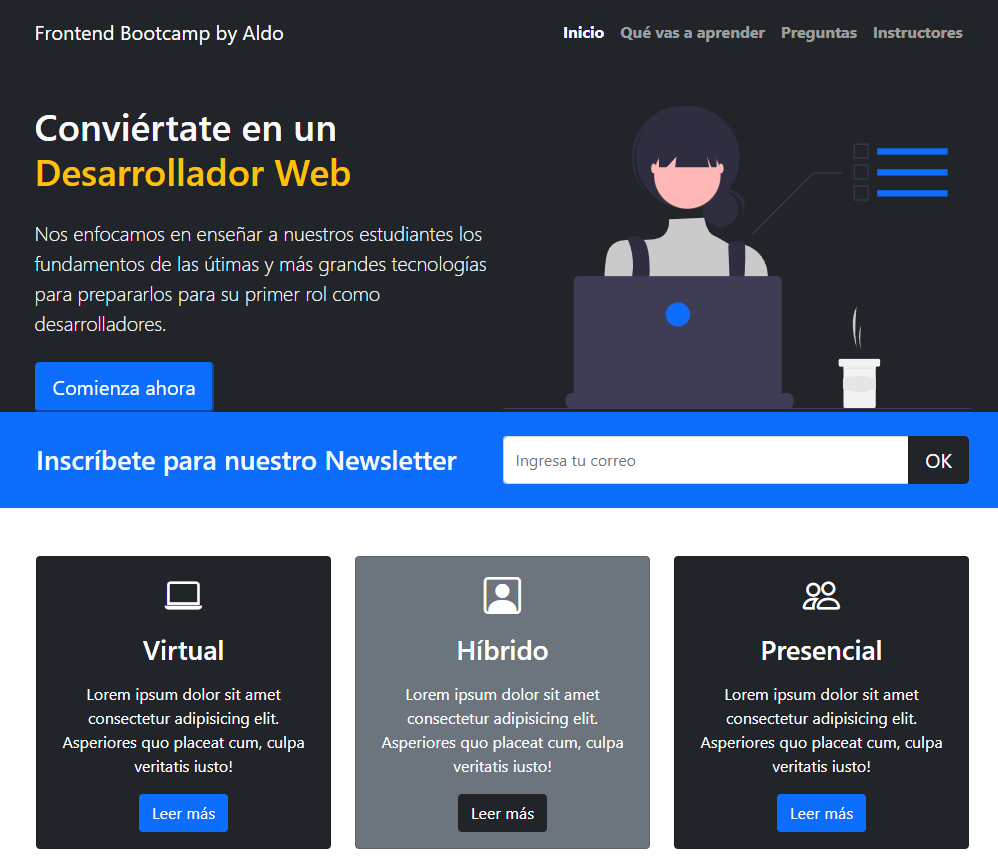 Frontend Bootcamp by Aldo
Inicio Qué vas a aprender Preguntas Instructores
Conviértate en un
Desarrollador Web
Nos enfocamos en enseñar a nuestros estudiantes los
fundamentos de las útimas y más grandes tecnologías
para prepararlos para su primer rol como
desarrolladores.
Comienza ahora
Inscríbete para nuestro Newsletter
Ingresa tu correo
OK
Virtual
Lorem ipsum dolor sit amet
consectetur adipisicing elit.
Asperiores quo placeat cum, culpa
veritatis iusto!
Leer más
Híbrido
Lorem ipsum dolor sit amet
consectetur adipisicing elit.
Asperiores quo placeat cum, culpa
veritatis iusto!
Leer más
Presencial
Lorem ipsum dolor sit amet
consectetur adipisicing elit.
Asperiores quo placeat cum, culpa
veritatis iusto!
Leer más